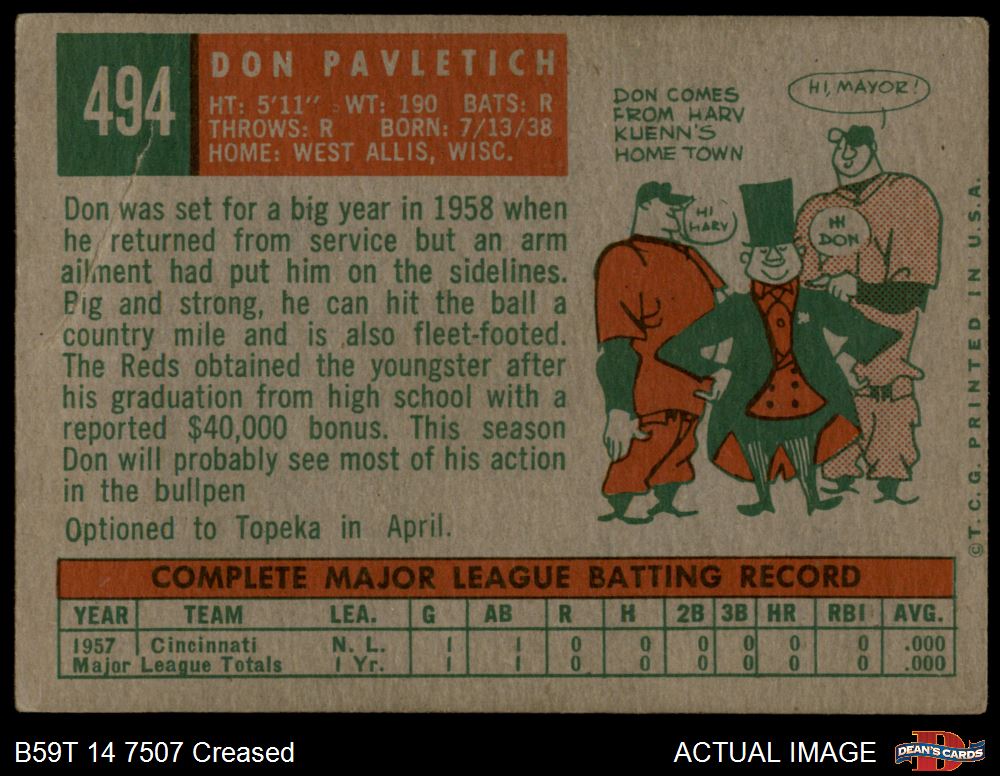 494
DON PAVLETICH
HT: 5'11" WT: 190 BATS: R
THROWS: R BORN: 7/13/38
HOME: WEST ALLIS, WISC.
Don was set for a big year in 1958 when
he returned from service but an arm
ailment had put him on the sidelines.
Big and strong, he can hit the ball a
country mile and is also fleet-footed.
The Reds obtained the youngster after
his graduation from high school with a
reported $40,000 bonus. This season
Don will probably see most of his action
in the bullpen
Optioned to Topeka in April.
DON COMES
FROM HARV
KUENN'S
HOME TOWN
HI, MAYOR!
HI
HARV
HI
DON
©T.C.G. PRINTED IN U.S.A.
COMPLETE MAJOR LEAGUE BATTING RECORD
YEAR TEAM LEA. G AB R H 2B 3B HR RBI AVG.
1957 Cincinnati N. L. 1 1 0 0 0 0 0 0 .000
Major League Totals 1 Yr. 1 1 0 0 0 0 0 0 .000
B59T 14 7507 Creased
ACTUAL IMAGE
DEAN'S CARDS